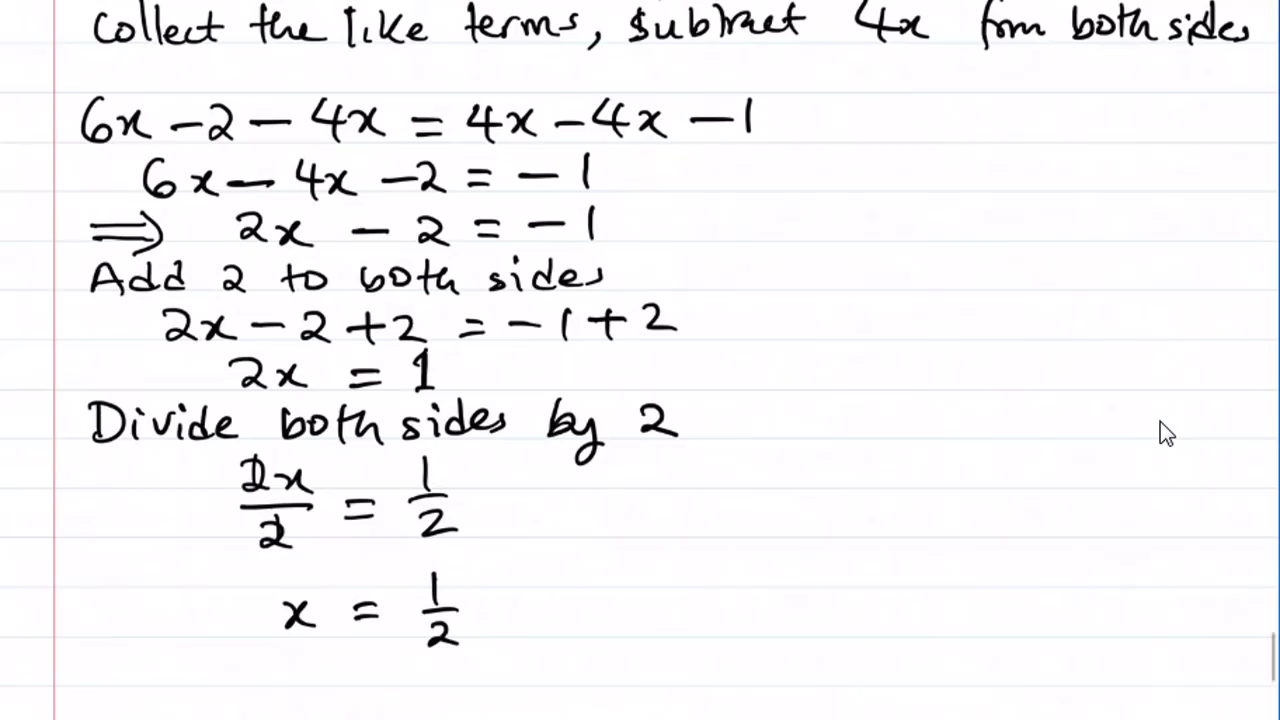 Collect the like terms, subtract 4x from both sides
6x - 2 - 4x = 4x - 4x - 1
6x - 4x - 2 = - 1
⟹ 2x - 2 = - 1
Add 2 to both sides
2x - 2 + 2 = - 1 + 2
2x = 1
Divide both sides by 2
2x/2 = 1/2
x = 1/2